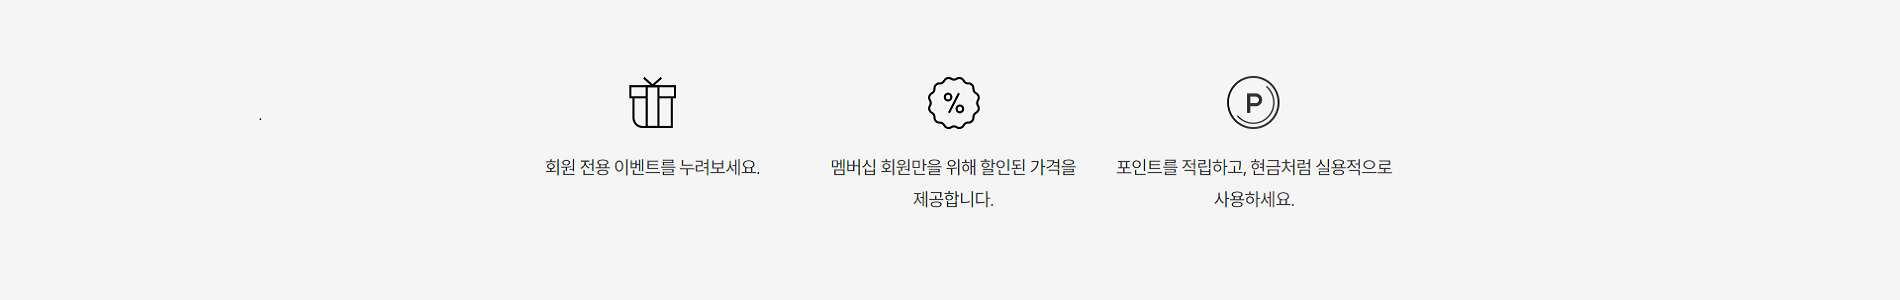 .
%
P
회원 전용 이벤트를 누려보세요.
멤버십 회원만을 위해 할인된 가격을
제공합니다.
포인트를 적립하고, 현금처럼 실용적으로
사용하세요.